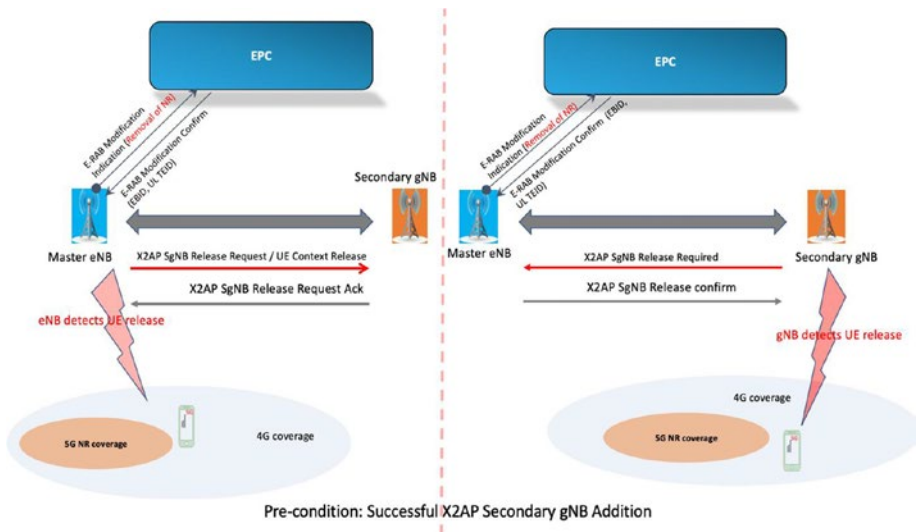 EPC
E-RAB Modification
Indication (Removal of NR)
E-RAB Modification Confirm
(EBID, UL TEID)
Secondary gNB
Master eNB
X2AP SgNB Release Request / UE Context Release
X2AP SgNB Release Request Ack
eNB detects UE release
4G coverage
5G NR coverage
EPC
E-RAB Modification
Indication (Removal of NR)
E-RAB Modification Confirm (EBID,
UL TEID)
Master eNB
Secondary gNB
X2AP SgNB Release Required
X2AP SgNB Release confirm
gNB detects UE release
4G coverage
5G NR coverage
Pre-condition: Successful X2AP Secondary gNB Addition